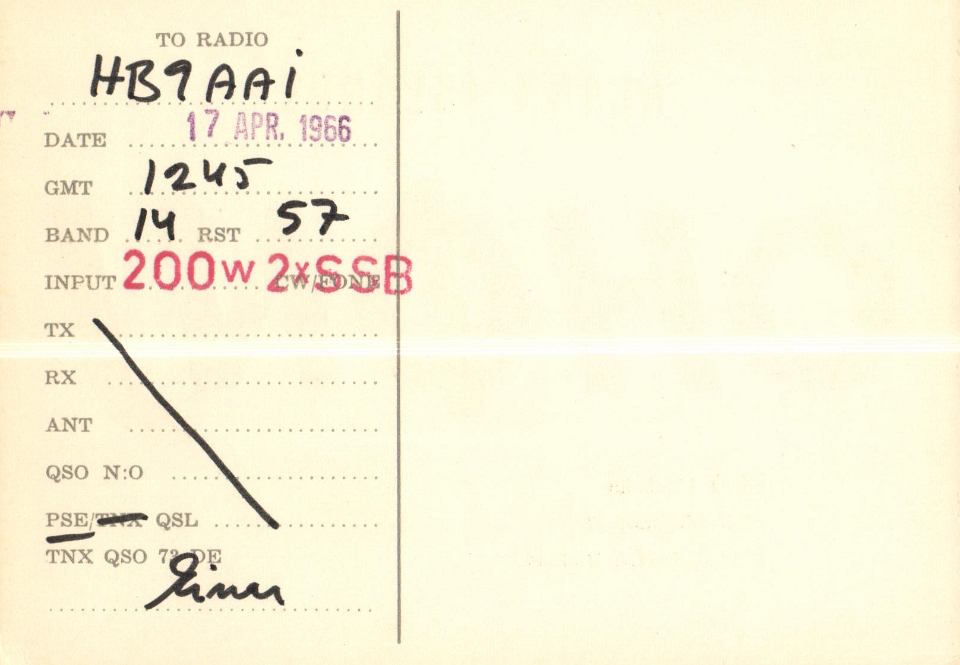 TO RADIO
HB9AAi
DATE 17 APR. 1966
GMT 1245
BAND 14 RST 57
INPUT 200W 2xSSB CW/FONE
TX
RX
ANT
QSO N:O
PSE/TNX QSL
TNX QSO 73 DE
Einar